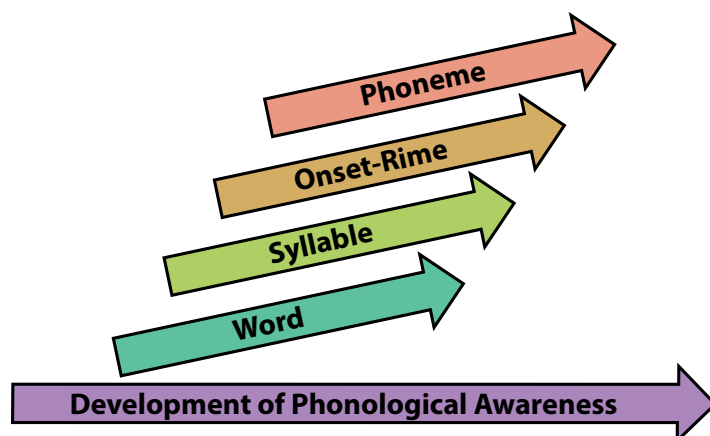 Phoneme
Onset-Rime
Syllable
Word
Development of Phonological Awareness